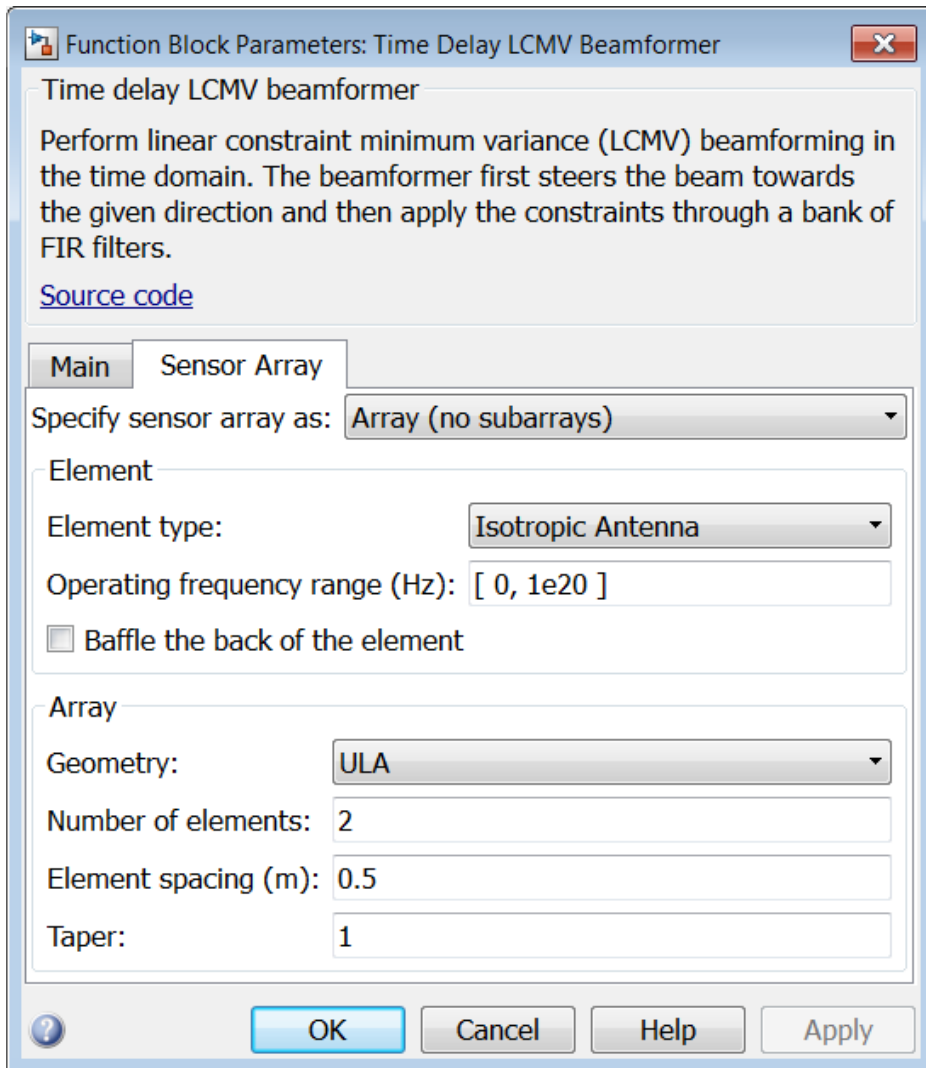 Function Block Parameters: Time Delay LCMV Beamformer
Time delay LCMV beamformer
Perform linear constraint minimum variance (LCMV) beamforming in
the time domain. The beamformer first steers the beam towards
the given direction and then apply the constraints through a bank of
FIR filters.
Source code
Main Sensor Array
Specify sensor array as: Array (no subarrays)
Element
Element type: Isotropic Antenna
Operating frequency range (Hz): [ 0, 1e20 ]
Baffle the back of the element
Array
Geometry: ULA
Number of elements: 2
Element spacing (m): 0.5
Taper: 1
? OK Cancel Help Apply